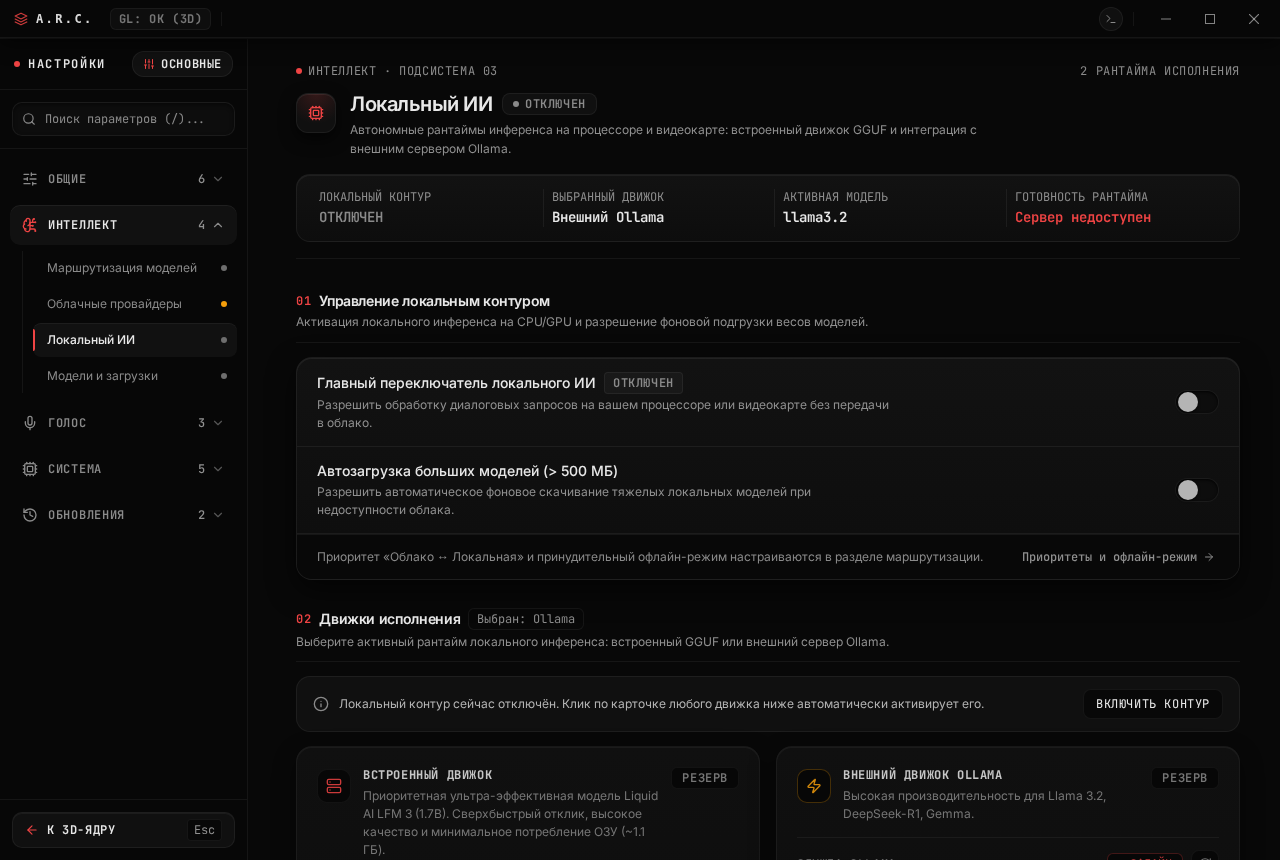 A.R.C.
GL: OK (3D)
НАСТРОЙКИ
ОСНОВНЫЕ
Поиск параметров (/)...
ОБЩИЕ 6
ИНТЕЛЛЕКТ 4
Маршрутизация моделей
Облачные провайдеры
Локальный ИИ
Модели и загрузки
ГОЛОС 3
СИСТЕМА 5
ОБНОВЛЕНИЯ 2
К 3D-ЯДРУ Esc
ИНТЕЛЛЕКТ · ПОДСИСТЕМА 03
2 РАНТАЙМА ИСПОЛНЕНИЯ
Локальный ИИ
ОТКЛЮЧЕН
Автономные рантаймы инференса на процессоре и видеокарте: встроенный движок GGUF и интеграция с
внешним сервером Ollama.
ЛОКАЛЬНЫЙ КОНТУР
ОТКЛЮЧЕН
ВЫБРАННЫЙ ДВИЖОК
Внешний Ollama
АКТИВНАЯ МОДЕЛЬ
llama3.2
ГОТОВНОСТЬ РАНТАЙМА
Сервер недоступен
01 Управление локальным контуром
Активация локального инференса на CPU/GPU и разрешение фоновой подгрузки весов моделей.
Главный переключатель локального ИИ ОТКЛЮЧЕН
Разрешить обработку диалоговых запросов на вашем процессоре или видеокарте без передачи
в облако.
Автозагрузка больших моделей (> 500 МБ)
Разрешить автоматическое фоновое скачивание тяжелых локальных моделей при
недоступности облака.
Приоритет «Облако ↔ Локальная» и принудительный офлайн-режим настраиваются в разделе маршрутизации.
Приоритеты и офлайн-режим →
02 Движки исполнения Выбран: Ollama
Выберите активный рантайм локального инференса: встроенный GGUF или внешний сервер Ollama.
Локальный контур сейчас отключён. Клик по карточке любого движка ниже автоматически активирует его.
ВКЛЮЧИТЬ КОНТУР
ВСТРОЕННЫЙ ДВИЖОК
РЕЗЕРВ
Приоритетная ультра-эффективная модель Liquid
AI LFM 3 (1.7B). Сверхбыстрый отклик, высокое
качество и минимальное потребление ОЗУ (~1.1
ГБ).
ВНЕШНИЙ ДВИЖОК OLLAMA
РЕЗЕРВ
Высокая производительность для Llama 3.2,
DeepSeek-R1, Gemma.